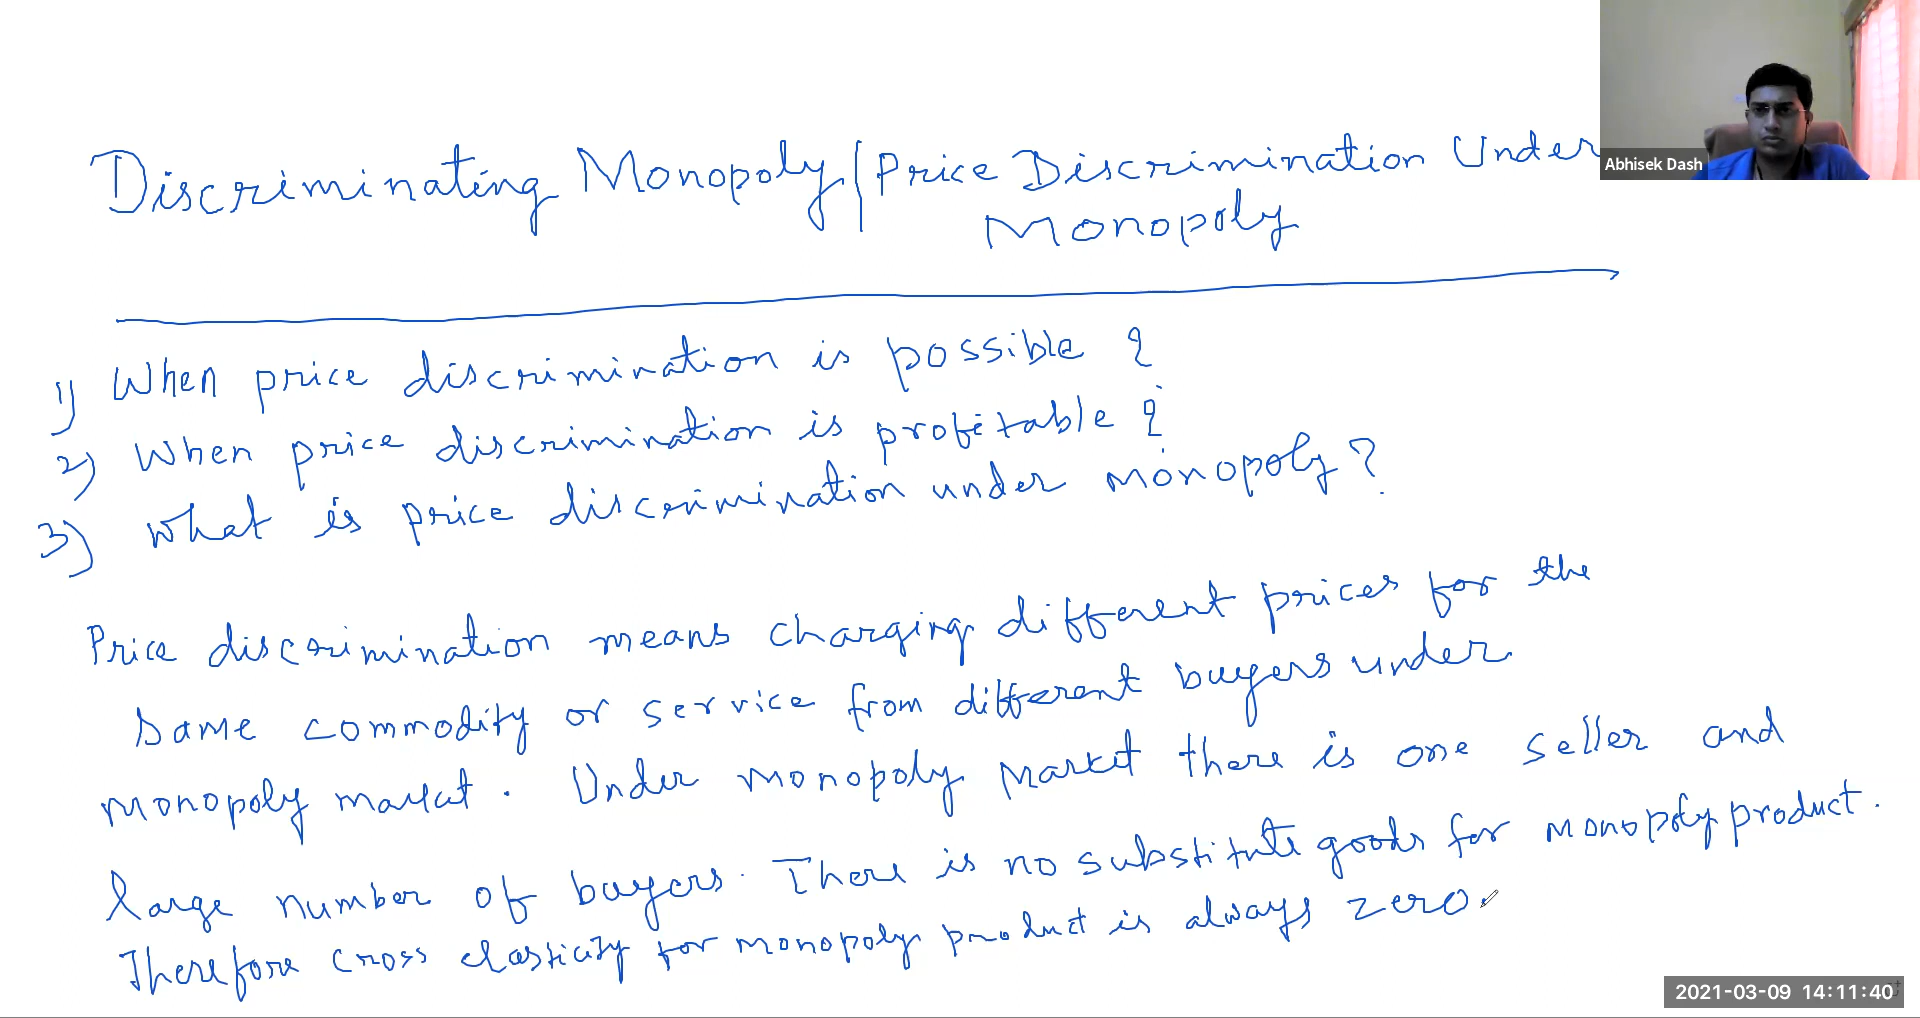 Discriminating Monopoly/Price Discrimination Under
Monopoly
Abhisek Dash
1) When price discrimination is possible ?
2) When price discrimination is profitable ?
3) What is price discrimination under monopoly?
Price discrimination means charging different prices for the
same commodity or service from different buyers under
monopoly market. Under monopoly market there is one seller and
large number of buyers. There is no substitute goods for monopoly product.
Therefore cross elasticity for monopoly product is always zero.
2021-03-09 14:11:40